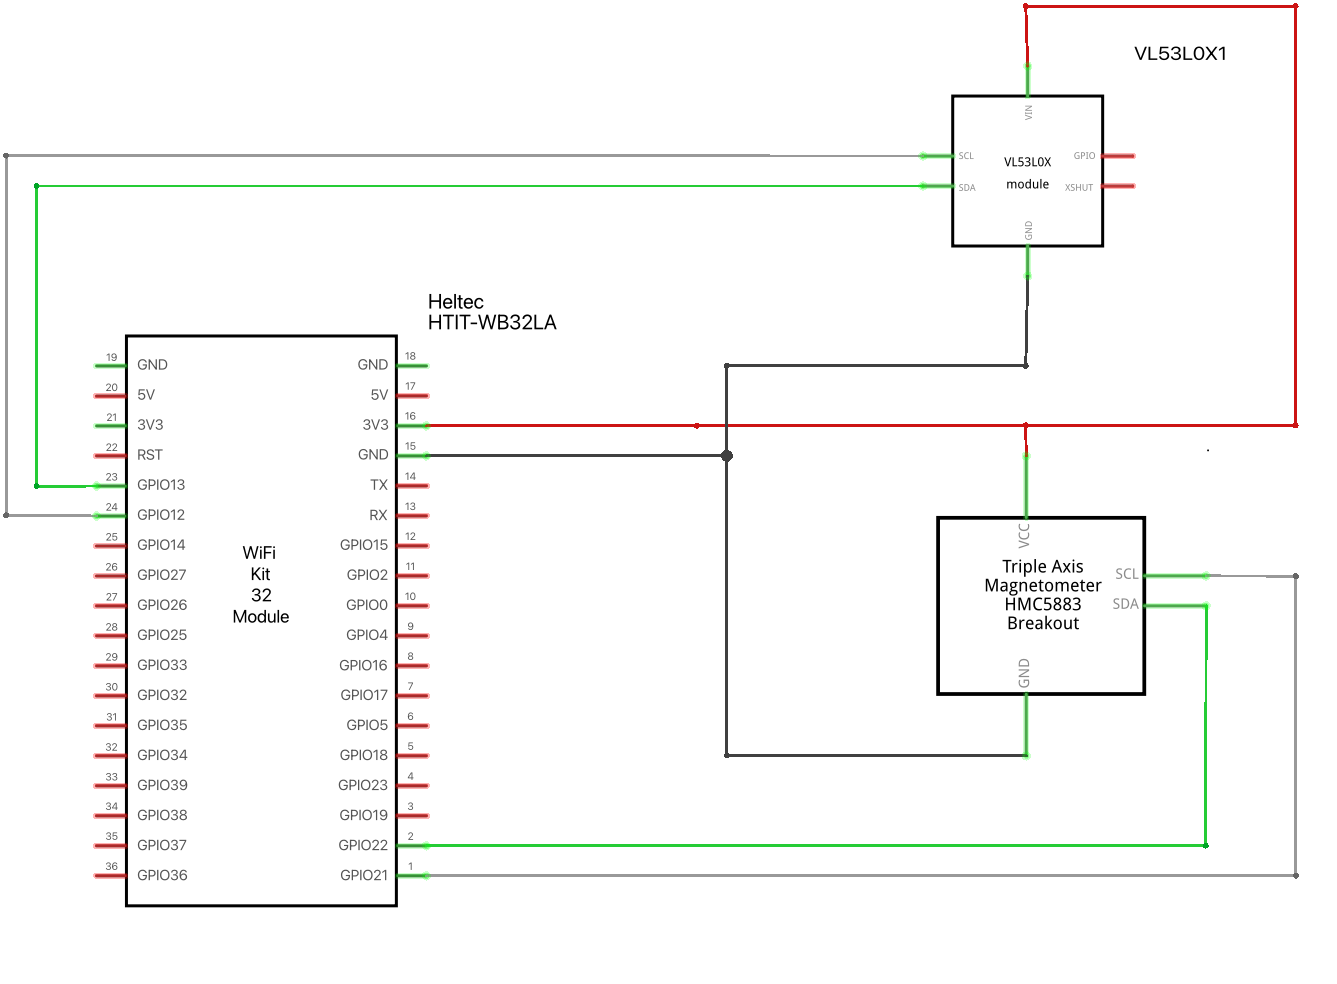 VL53L0X1
VIN
SCL
SDA
VL53L0X
module
GPIO
XSHUT
GND
Heltec
HTIT-WB32LA
19 GND
20 5V
21 3V3
22 RST
23 GPIO13
24 GPIO12
25 GPIO14
26 GPIO27
27 GPIO26
28 GPIO25
29 GPIO33
30 GPIO32
31 GPIO35
32 GPIO34
33 GPIO39
34 GPIO38
35 GPIO37
36 GPIO36
WiFi
Kit
32
Module
GND 18
5V 17
3V3 16
GND 15
TX 14
RX 13
GPIO15 12
GPIO2 11
GPIO0 10
GPIO4 9
GPIO16 8
GPIO17 7
GPIO5 6
GPIO18 5
GPIO23 4
GPIO19 3
GPIO22 2
GPIO21 1
VCC
Triple Axis
Magnetometer
HMC5883
Breakout
SCL
SDA
GND